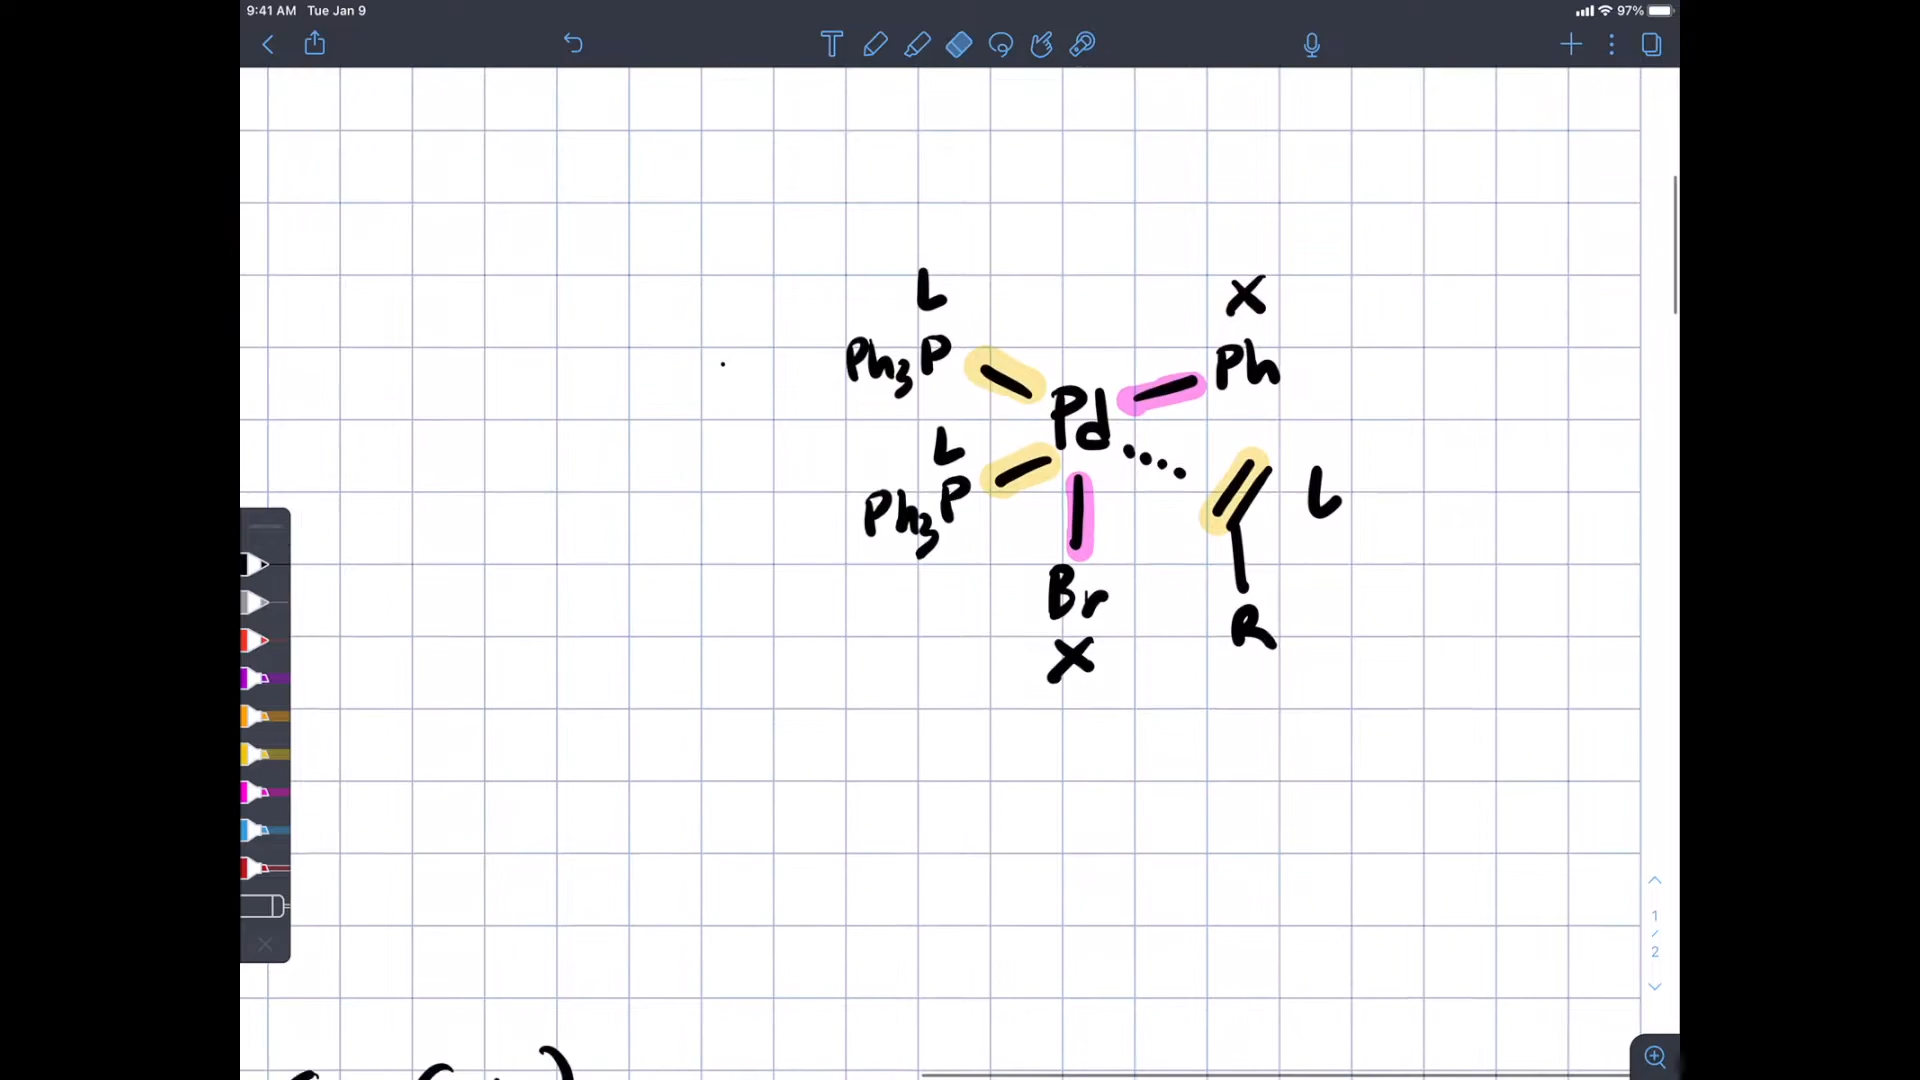 9:41 AM Tue Jan 9 97%
L X
Ph3P Ph
Pd
L L
Ph3P
Br R
X
1
/
2